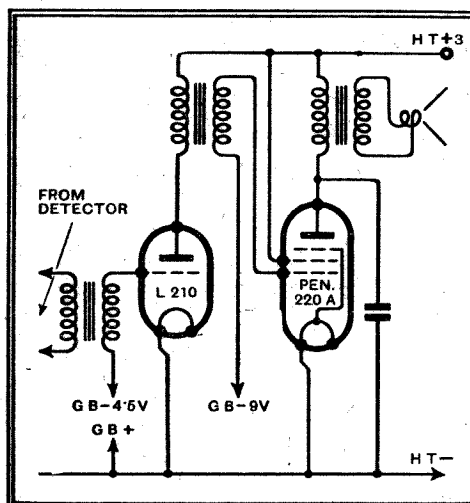 HT+3
FROM
DETECTOR
L 210
PEN.
220 A
GB-4·5V
GB+
GB-9V
HT-